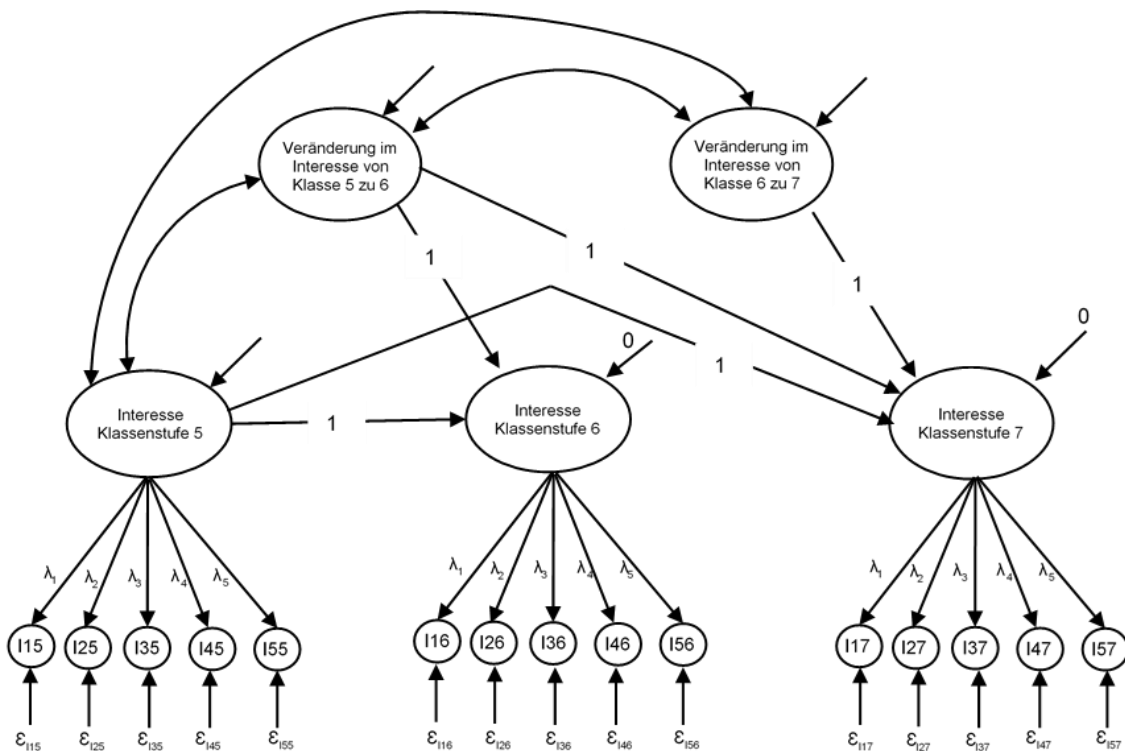 Veränderung im
Interesse von
Klasse 5 zu 6
Veränderung im
Interesse von
Klasse 6 zu 7
1
1
1
0
0
1
1
Interesse
Klassenstufe 5
Interesse
Klassenstufe 6
Interesse
Klassenstufe 7
λ1 λ2 λ3 λ4 λ5
λ1 λ2 λ3 λ4 λ5
λ1 λ2 λ3 λ4 λ5
I15 I25 I35 I45 I55
I16 I26 I36 I46 I56
I17 I27 I37 I47 I57
εI15 εI25 εI35 εI45 εI55
εI16 εI26 εI36 εI46 εI56
εI17 εI27 εI37 εI47 εI57